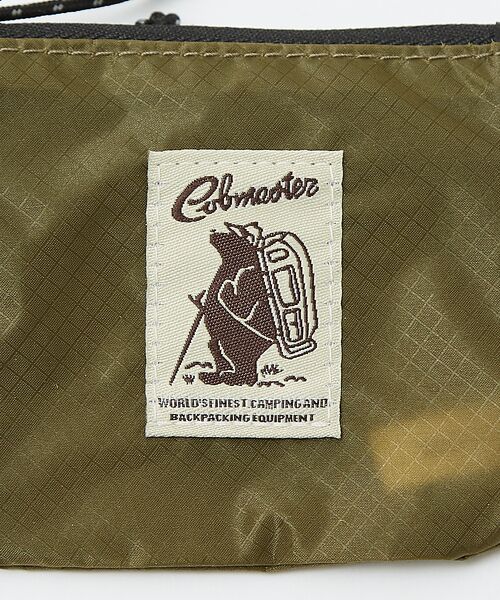 Cobmaster
WORLD'S FINEST CAMPING AND
BACKPACKING EQUIPMENT